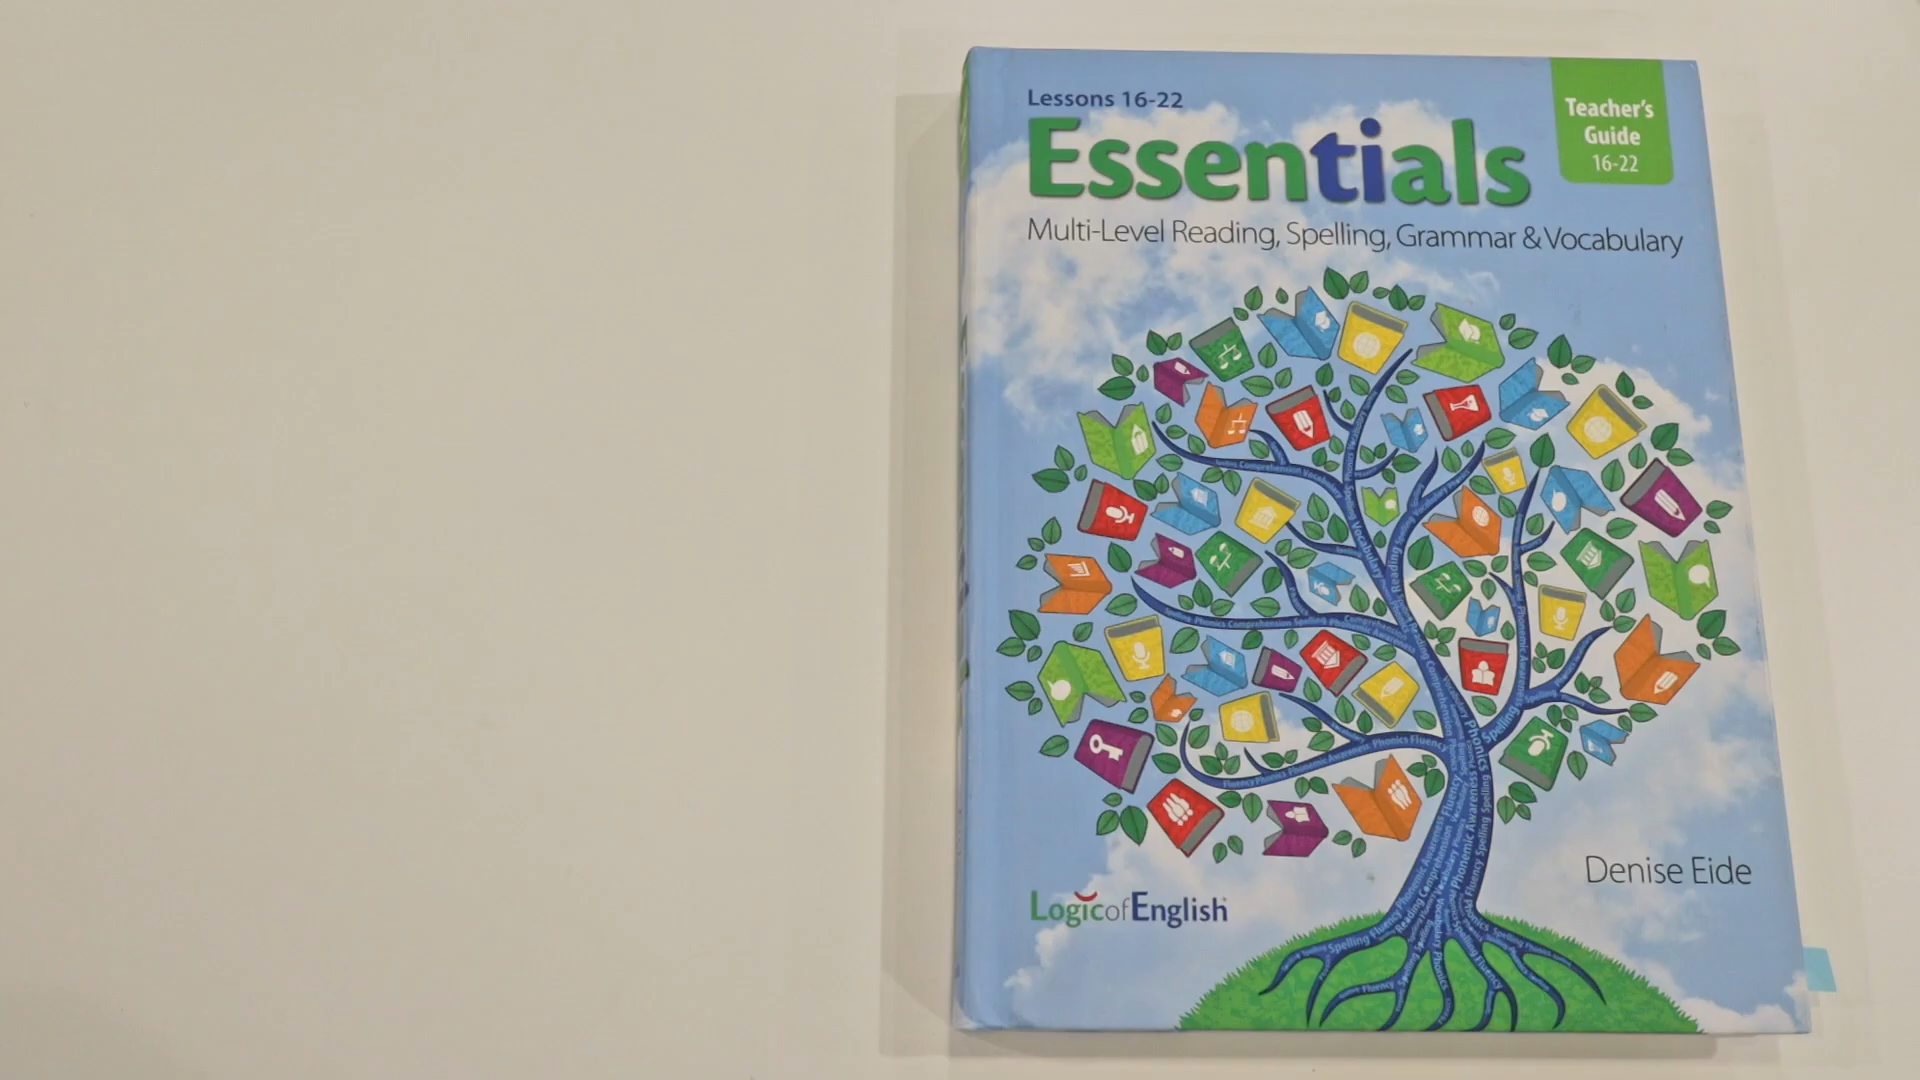 Lessons 16-22
Essentials
Multi-Level Reading, Spelling, Grammar & Vocabulary
Teacher's
Guide
16-22
Denise Eide
LogicofEnglish